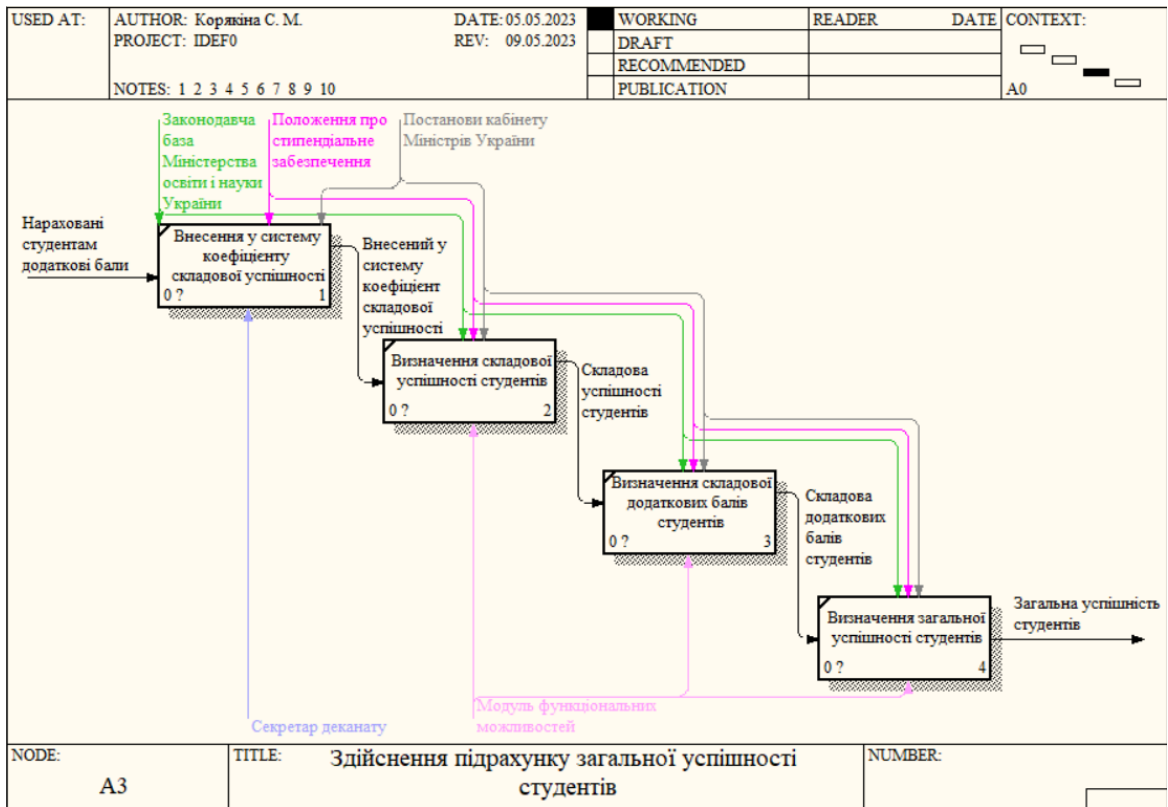 USED AT:
AUTHOR: Корякіна С. М.
DATE: 05.05.2023
PROJECT: IDEF0
REV: 09.05.2023
NOTES: 1 2 3 4 5 6 7 8 9 10
WORKING
DRAFT
RECOMMENDED
PUBLICATION
READER
DATE
CONTEXT:
A0
Законодавча
база
Міністерства
освіти і науки
України
Положення про
стипендіальне
забезпечення
Постанови кабінету
Міністрів України
Нараховані
студентам
додаткові бали
Внесення у систему
коефіцієнту
складової успішності
0 ?
1
Внесений у
систему
коефіцієнт
складової
успішності
Визначення складової
успішності студентів
0 ?
2
Складова
успішності
студентів
Визначення складової
додаткових балів
студентів
0 ?
3
Складова
додаткових
балів
студентів
Визначення загальної
успішності студентів
0 ?
4
Загальна успішність
студентів
Секретар деканату
Модуль функціональних
можливостей
NODE:
A3
TITLE:
Здійснення підрахунку загальної успішності
студентів
NUMBER: